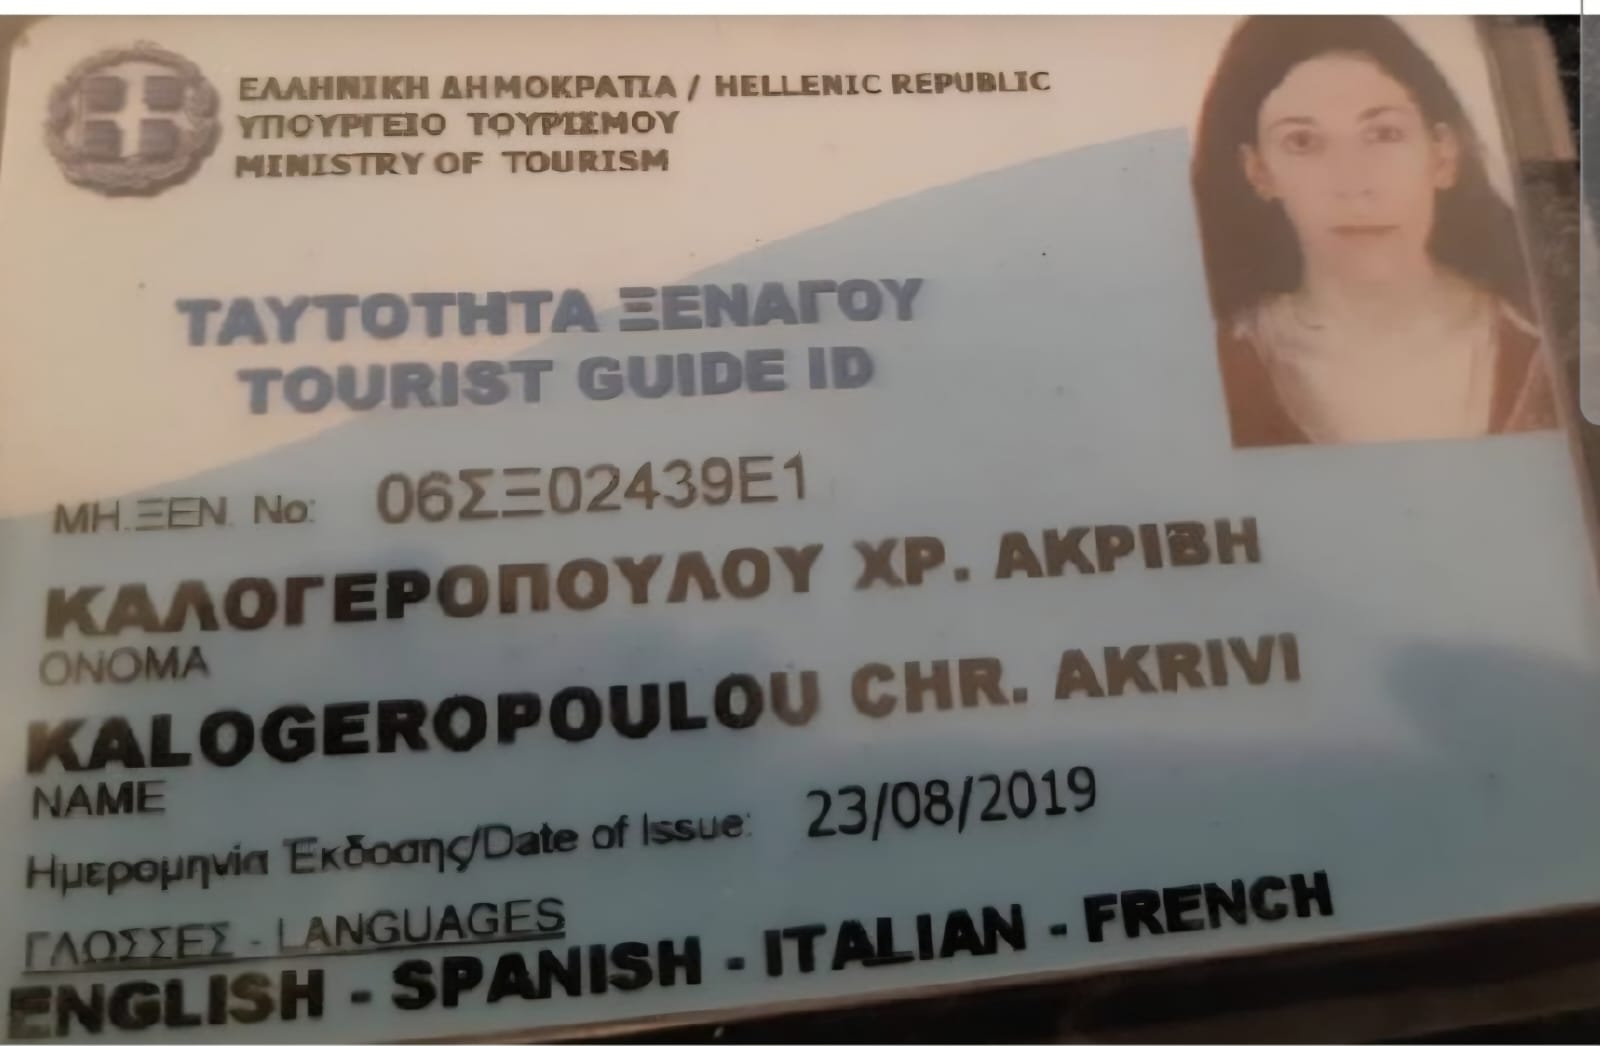 ΕΛΛΗΝΙΚΗ ΔΗΜΟΚΡΑΤΙΑ / HELLENIC REPUBLIC
ΥΠΟΥΡΓΕΙΟ ΤΟΥΡΙΣΜΟΥ
MINISTRY OF TOURISM
ΤΑΥΤΟΤΗΤΑ ΞΕΝΑΓΟΥ
TOURIST GUIDE ID
ΜΗ.ΞΕΝ. No: 06ΣΞ02439Ε1
ΚΑΛΟΓΕΡΟΠΟΥΛΟΥ ΧΡ. ΑΚΡΙΒΗ
ΟΝΟΜΑ
KALOGEROPOULOU CHR. AKRIVI
NAME
Ημερομηνία Έκδοσης/Date of Issue: 23/08/2019
ΓΛΩΣΣΕΣ - LANGUAGES
ENGLISH - SPANISH - ITALIAN - FRENCH